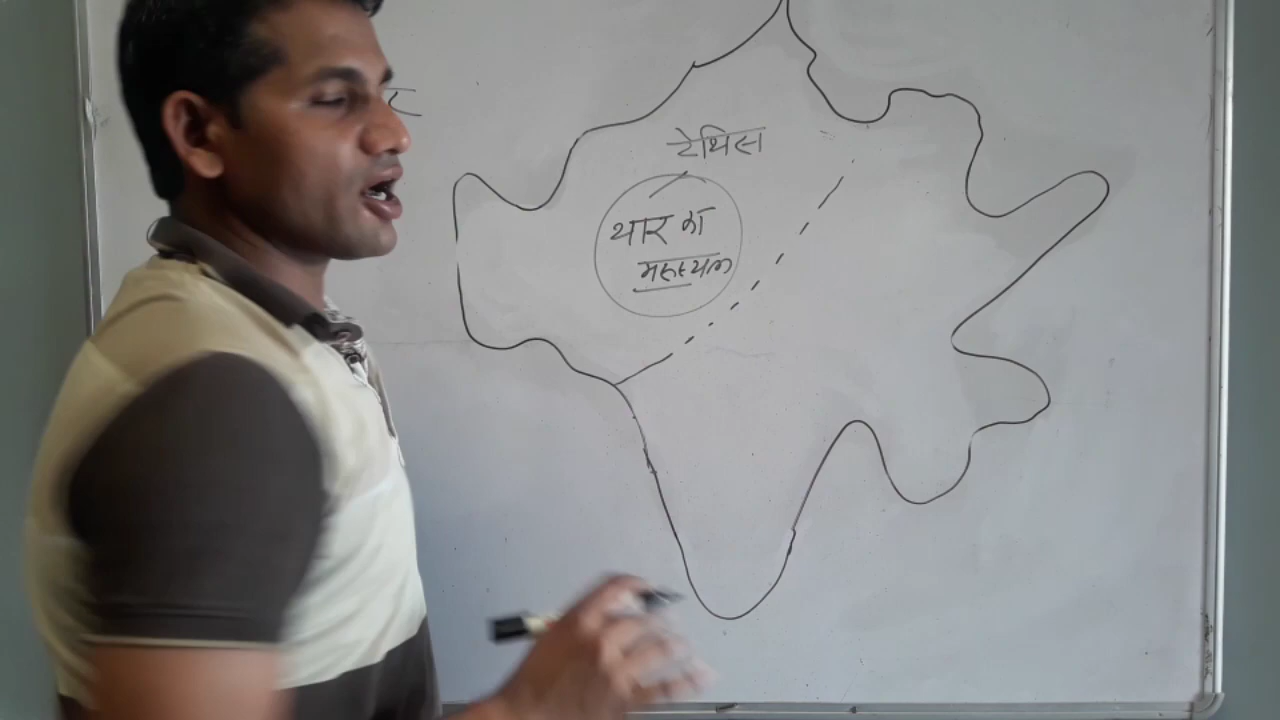 टेथिस
थार का
मरुस्थल